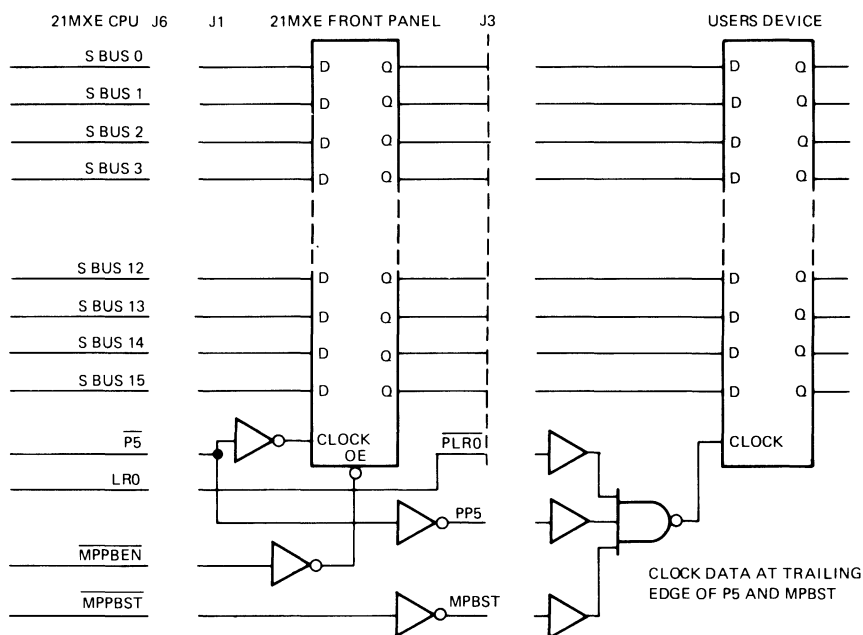 21MXE CPU J6 J1 21MXE FRONT PANEL J3 USERS DEVICE
S BUS 0 D Q D Q
S BUS 1 D Q D Q
S BUS 2 D Q D Q
S BUS 3 D Q D Q
S BUS 12 D Q D Q
S BUS 13 D Q D Q
S BUS 14 D Q D Q
S BUS 15 D Q D Q
P5 CLOCK PLR0 CLOCK
OE
LR0
PP5
MPPBEN
CLOCK DATA AT TRAILING
EDGE OF P5 AND MPBST
MPPBST MPBST